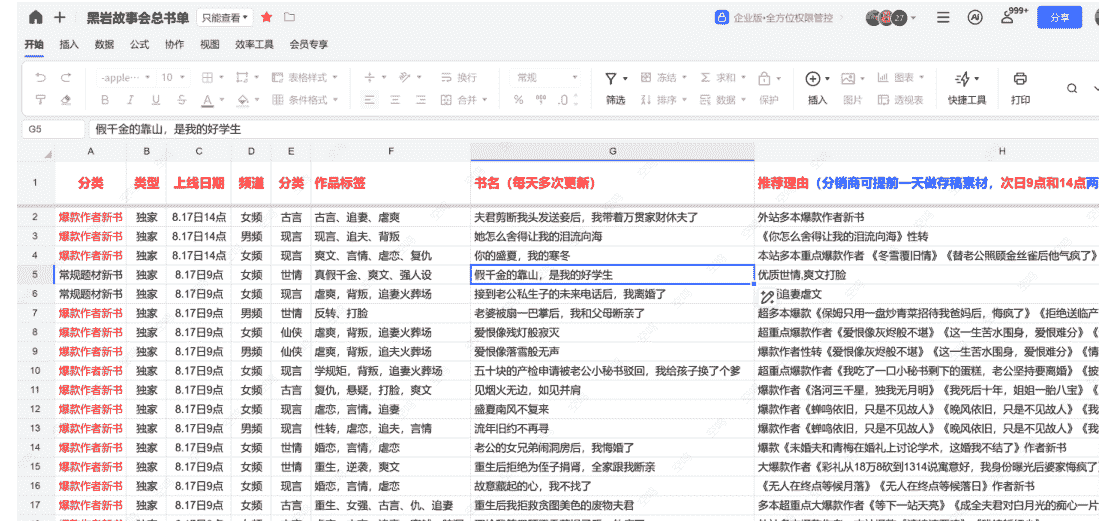 黑岩故事会总书单 只能查看 企业版·全方位权限管控 27 AI 999+ 分享
开始 插入 数据 公式 协作 视图 效率工具 会员专享
-apple··· 10 表格样式 换行 常规 冻结 求和 图表
B I U S A 条件格式 合并 % .0 筛选 排序 数据 保护 插入 图片 透视表 快捷工具 打印
G5 假千金的靠山，是我的好学生
A B C D E F G H
1 分类 类型 上线日期 频道 分类 作品标签 书名（每天多次更新） 推荐理由（分销商可提前一天做存稿素材，次日9点和14点两
2 爆款作者新书 独家 8.17日14点 女频 古言 古言、追妻、虐爽 夫君剪断我头发送妾后，我带着万贯家财休夫了 外站多本爆款作者新书
3 爆款作者新书 独家 8.17日14点 男频 现言 现言、追夫、背叛 她怎么舍得让我的泪流向海 《你怎么舍得让我的泪流向海》性转
4 爆款作者新书 独家 8.17日14点 女频 现言 爽文、言情、虐恋、复仇 你的盛夏，我的寒冬 本站多本重点爆款作者 《冬雪覆旧情》《替老公照顾金丝雀后他气疯了》
5 常规题材新书 独家 8.17日9点 女频 世情 真假千金、爽文、强人设 假千金的靠山，是我的好学生 优质世情,爽文打脸
6 常规题材新书 独家 8.17日9点 女频 现言 虐爽，背叛，追妻火葬场 接到老公私生子的未来电话后，我离婚了 追妻虐文
7 爆款作者新书 独家 8.17日9点 男频 世情 反转、打脸 老婆被扇一巴掌后，我和父母断亲了 超多本爆款《保姆只用一盘炒青菜招待我爸妈后，悔疯了》《拒绝送临产
8 爆款作者新书 独家 8.17日9点 女频 仙侠 虐爽，背叛，追妻火葬场 爱恨像残灯般寂灭 超重点爆款作者《爱恨像灰烬般不堪》《这一生苦水围身，爱恨难分》《
9 爆款作者新书 独家 8.17日9点 男频 仙侠 虐爽，背叛，追夫火葬场 爱恨像落雪般无声 爆款作者性转《爱恨像灰烬般不堪》《这一生苦水围身，爱恨难分》《情
10 爆款作者新书 独家 8.17日9点 女频 现言 学规矩，背叛，追妻火葬场 五十块的产检申请被老公小秘书驳回，我给孩子换了个爹 超重点爆款作者《我吃了一口小秘书剩下的蛋糕，老公坚持要离婚》《披
11 爆款作者新书 独家 8.17日9点 女频 古言 复仇，悬疑，打脸，爽文 见烟火无边，如见并肩 爆款作者《洛河三千星，独我无月明》《我死后十年，姐姐一胎八宝》《
12 爆款作者新书 独家 8.17日9点 女频 现言 虐恋，言情。追妻 盛夏南风不复来 爆款作者《蝉鸣依旧，只是不见故人》《晚风依旧，只是不见故人》《我
13 爆款作者新书 独家 8.17日9点 男频 现言 性转，虐恋，追夫，言情 流年旧约不再寻 爆款作者《蝉鸣依旧，只是不见故人》《晚风依旧，只是不见故人》《我
14 爆款作者新书 独家 8.17日9点 女频 世情 婚恋，言情，虐恋 老公的女兄弟闹洞房后，我悔婚了 爆款《未婚夫和青梅在婚礼上讨论学术，这婚我不结了》作者新书
15 爆款作者新书 独家 8.17日9点 女频 世情 重生，逆袭，爽文 重生后拒绝为侄子捐肾，全家跟我断亲 大爆款作者《彩礼从18万8砍到1314说寓意好，我身份曝光后婆家悔疯了
16 爆款作者新书 独家 8.17日9点 女频 现言 婚恋，言情，虐恋 故意藏起的心，我不找了 《无人在终点等候月落》《无人在终点等候落日》作者新书
17 爆款作者新书 独家 8.17日9点 女频 古言 重生、女强、古言、仇、追妻 重生后我拒救贪图美色的废物夫君 多本超重点大爆款作者《等下一站天亮》《成全夫君对白月光的痴心一片